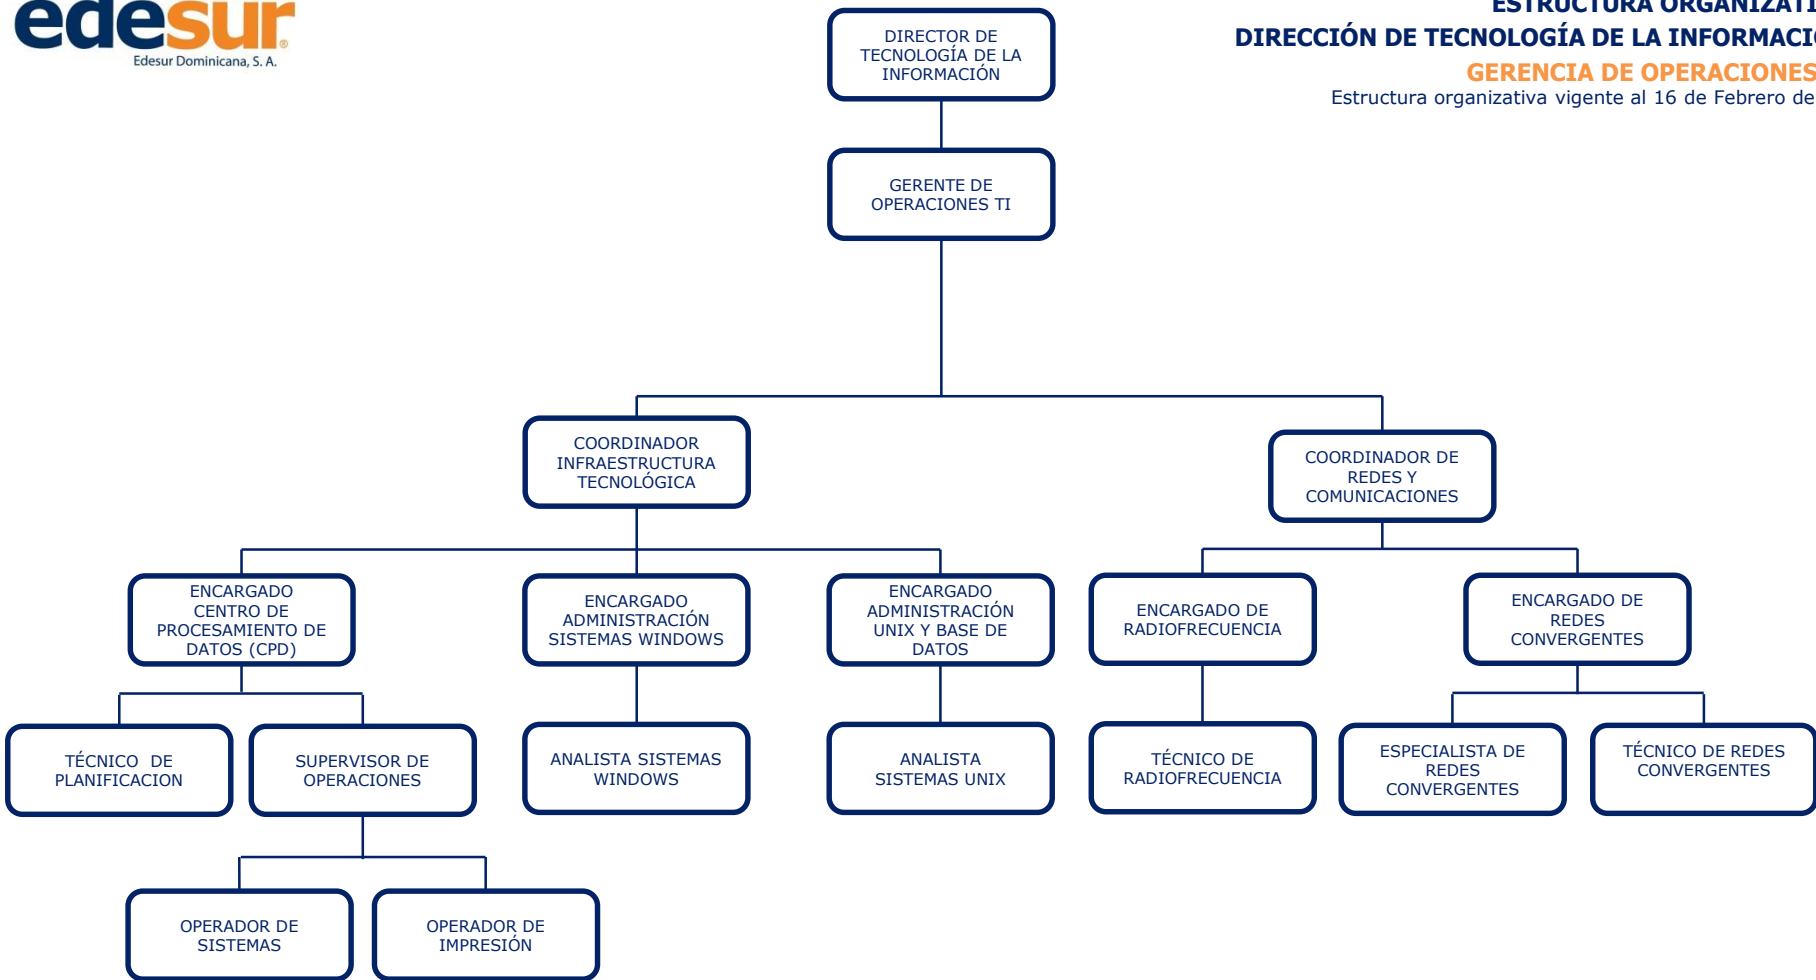 edesur®
Edesur Dominicana, S. A.
ESTRUCTURA
DIRECCIÓN DE TECNOLOGÍA DE LA
GERENCIA DE OPERACIONES
Estructura organizativa vigente al 16 de Febrero de
DIRECTOR DE
TECNOLOGÍA DE LA
INFORMACIÓN
GERENTE DE
OPERACIONES TI
COORDINADOR
INFRAESTRUCTURA
TECNOLÓGICA
COORDINADOR DE
REDES Y
COMUNICACIONES
ENCARGADO
CENTRO DE
PROCESAMIENTO DE
DATOS (CPD)
ENCARGADO
ADMINISTRACIÓN
SISTEMAS WINDOWS
ENCARGADO
ADMINISTRACIÓN
UNIX Y BASE DE
DATOS
ENCARGADO DE
RADIOFRECUENCIA
ENCARGADO DE
REDES
CONVERGENTES
TÉCNICO DE
PLANIFICACION
SUPERVISOR DE
OPERACIONES
ANALISTA SISTEMAS
WINDOWS
ANALISTA
SISTEMAS UNIX
TÉCNICO DE
RADIOFRECUENCIA
ESPECIALISTA DE
REDES
CONVERGENTES
TÉCNICO DE REDES
CONVERGENTES
OPERADOR DE
SISTEMAS
OPERADOR DE
IMPRESIÓN